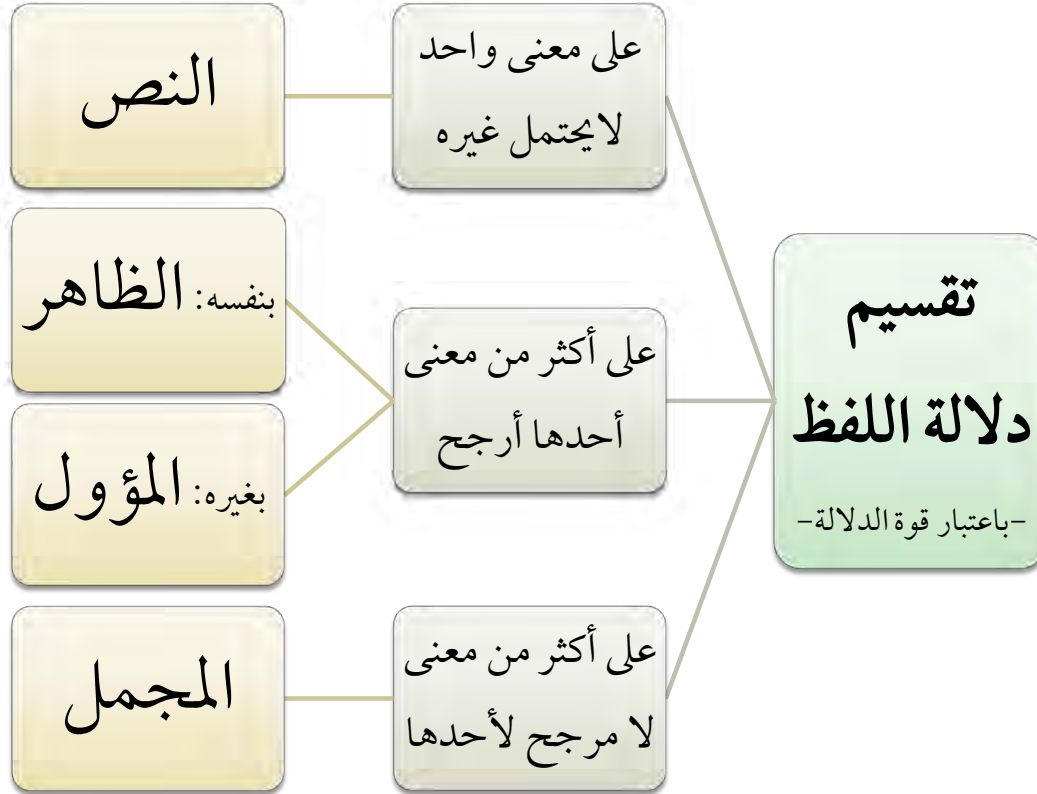 تقسيم
دلالة اللفظ
-باعتبار قوة الدلالة-
على معنى واحد
لايحتمل غيره
النص
على أكثر من معنى
أحدها أرجح
بنفسه: الظاهر
بغيره: المؤول
على أكثر من معنى
لا مرجح لأحدها
المجمل